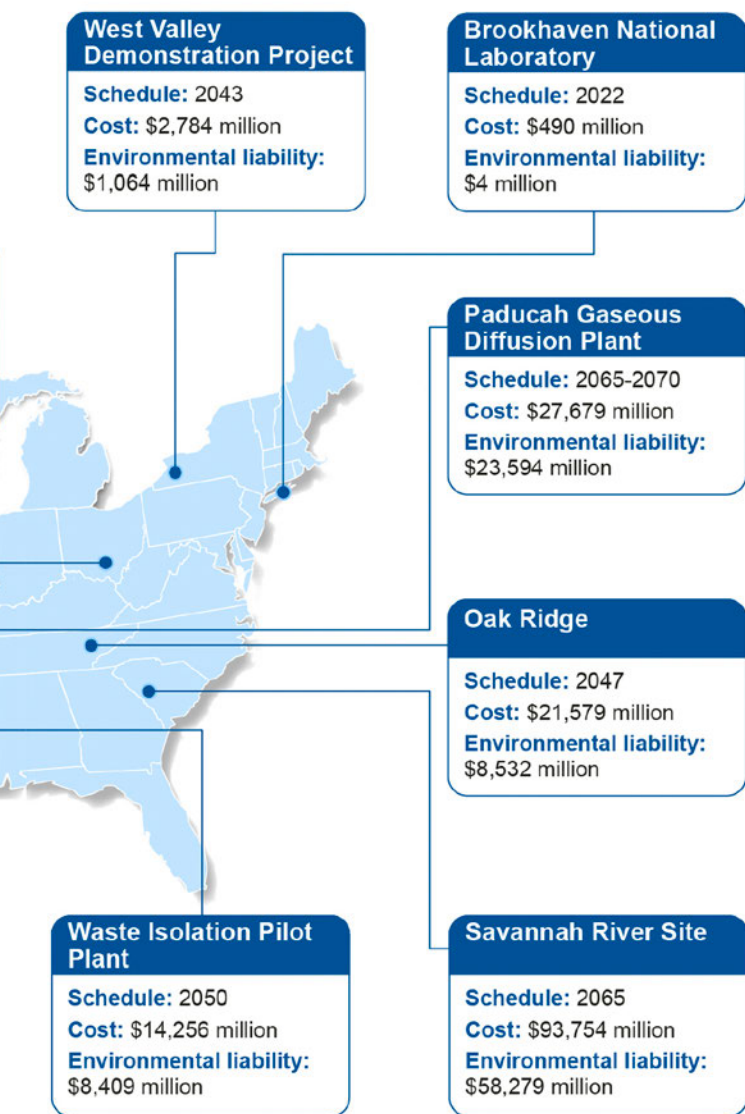 West Valley
Demonstration Project
Schedule: 2043
Cost: $2,784 million
Environmental liability:
$1,064 million
Brookhaven National
Laboratory
Schedule: 2022
Cost: $490 million
Environmental liability:
$4 million
Paducah Gaseous
Diffusion Plant
Schedule: 2065-2070
Cost: $27,679 million
Environmental liability:
$23,594 million
Oak Ridge
Schedule: 2047
Cost: $21,579 million
Environmental liability:
$8,532 million
Waste Isolation Pilot
Plant
Schedule: 2050
Cost: $14,256 million
Environmental liability:
$8,409 million
Savannah River Site
Schedule: 2065
Cost: $93,754 million
Environmental liability:
$58,279 million